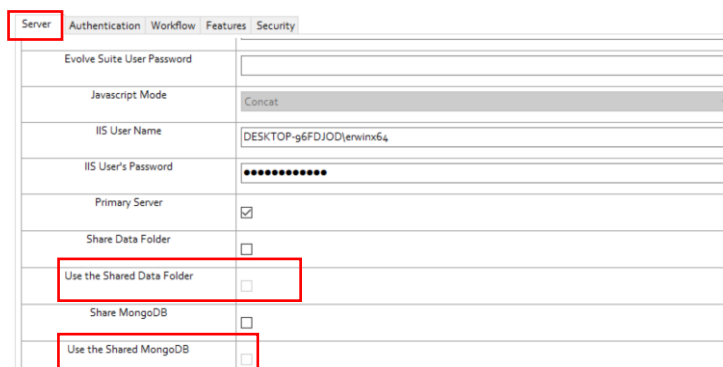 Server Authentication Workflow Features Security
Evolve Suite User Password
Javascript Mode Concat
IIS User Name DESKTOP-96FDJOD\erwinx64
IIS User's Password ●●●●●●●●●●●●
Primary Server
Share Data Folder
Use the Shared Data Folder
Share MongoDB
Use the Shared MongoDB